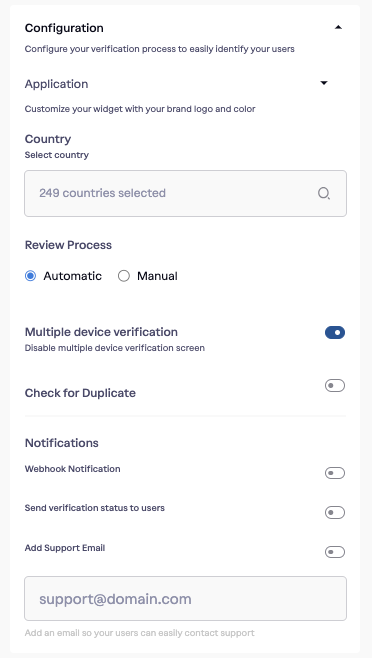 Configuration
Configure your verification process to easily identify your users
Application
Customize your widget with your brand logo and color
Country
Select country
249 countries selected
Review Process
Automatic Manual
Multiple device verification
Disable multiple device verification screen
Check for Duplicate
Notifications
Webhook Notification
Send verification status to users
Add Support Email
support@domain.com
Add an email so your users can easily contact support